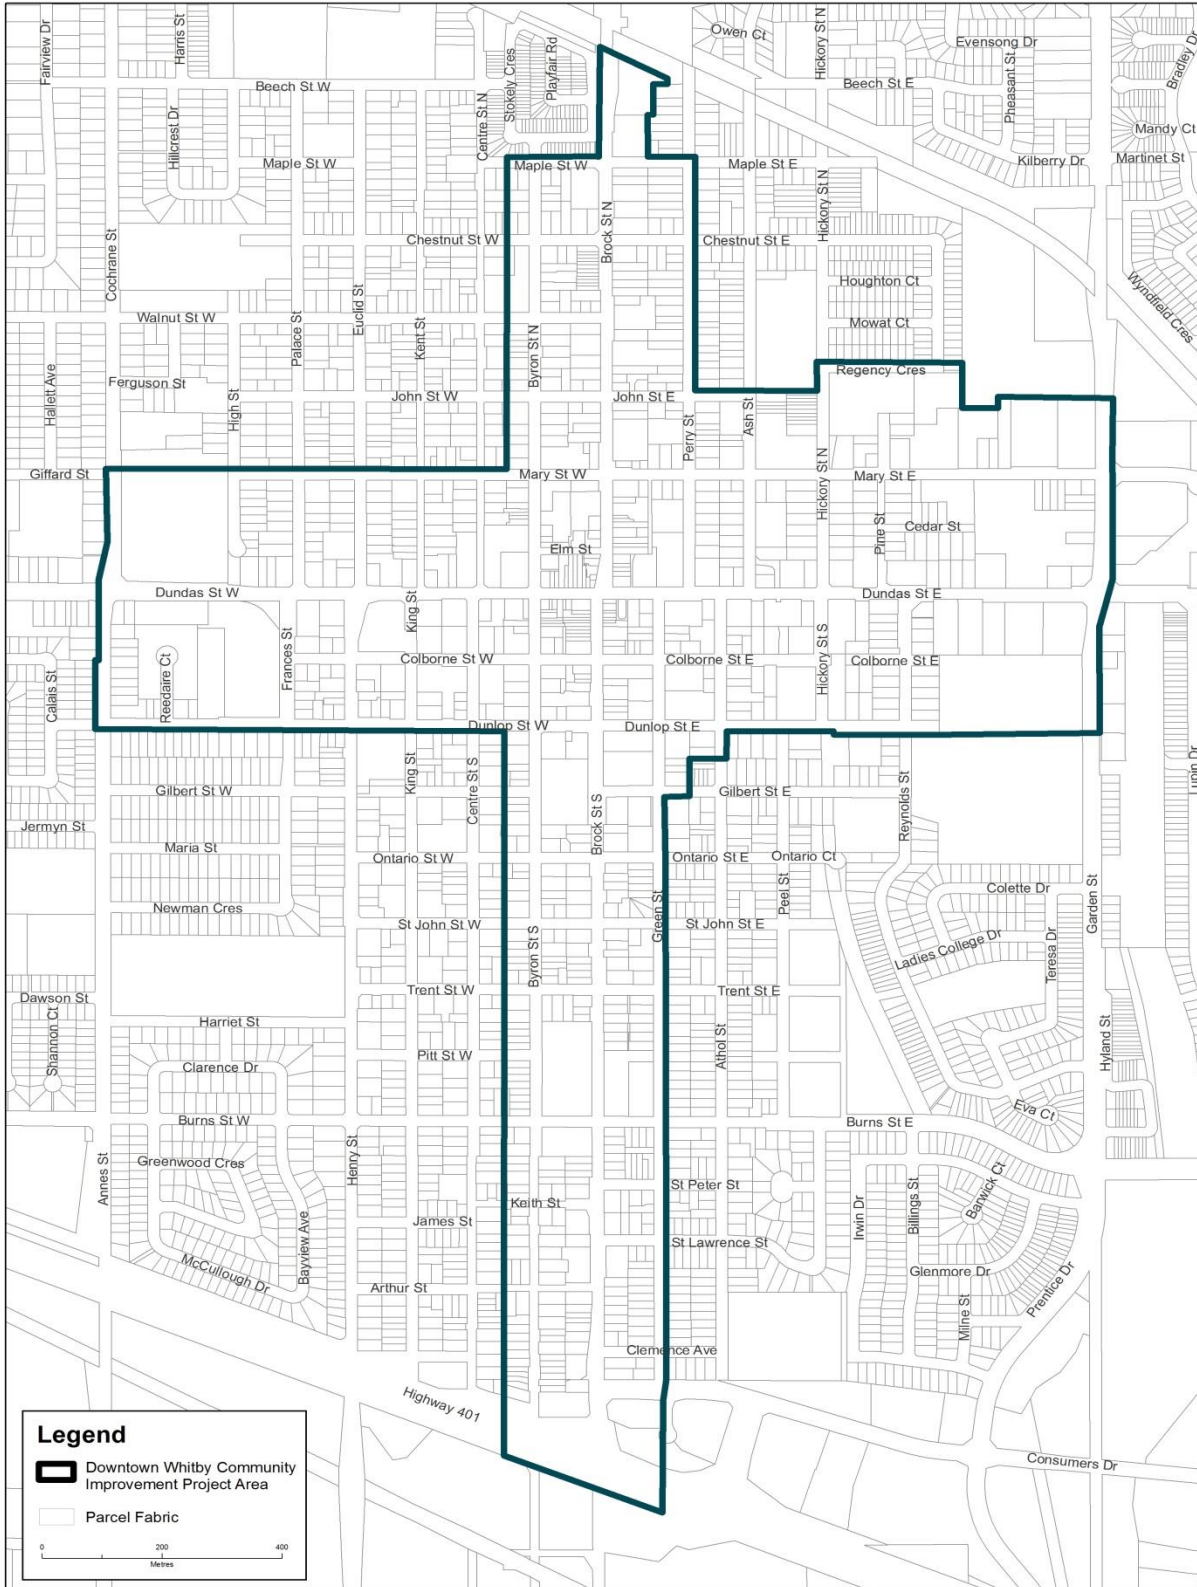 Fairview Dr
Harris St
Beech St W
Stokely Cres
Playfair Rd
Owen Ct
Hickory St N
Evensong Dr
Beech St E
Pheasant St
Bradley Dr
Mandy Ct
Hillcrest Dr
Centre St N
Maple St W
Maple St W
Maple St E
Kilberry Dr
Martinet St
Hickory St N
Brock St N
Chestnut St W
Chestnut St E
Cochrane St
Houghton Ct
Euclid St
Walnut St W
Mowat Ct
Wyndfield Cres
Palace St
Kent St
Byron St N
Hallett Ave
Ferguson St
Regency Cres
High St
John St W
John St E
Perry St
Ash St
Giffard St
Mary St W
Hickory St N
Mary St E
Pine St
Cedar St
Elm St
Dundas St W
King St
Dundas St E
Frances St
Reedaire Ct
Calais St
Colborne St W
Colborne St E
Hickory St S
Colborne St E
Dunlop St W
Dunlop St E
Gilbert St W
King St
Centre St S
Gilbert St E
Reynolds St
Lupin Dr
Jermyn St
Maria St
Brock St S
Ontario St W
Ontario St E
Ontario Ct
Peel St
Colette Dr
Garden St
Newman Cres
Green St
St John St W
St John St E
Byron St S
Ladies College Dr
Teresa Dr
Dawson St
Trent St W
Trent St E
Harriet St
Shannon Ct
Pitt St W
Athol St
Hyland St
Clarence Dr
Burns St W
Eva Ct
Burns St E
Annes St
Greenwood Cres
Henry St
Keith St
St Peter St
Irwin Dr
Billings St
Barwick Ct
James St
Bayview Ave
St Lawrence St
McCullough Dr
Arthur St
Glenmore Dr
Milne St
Prentice Dr
Clemence Ave
Highway 401
Consumers Dr
Legend
Downtown Whitby Community
Improvement Project Area
Parcel Fabric
0 200 400
Metres